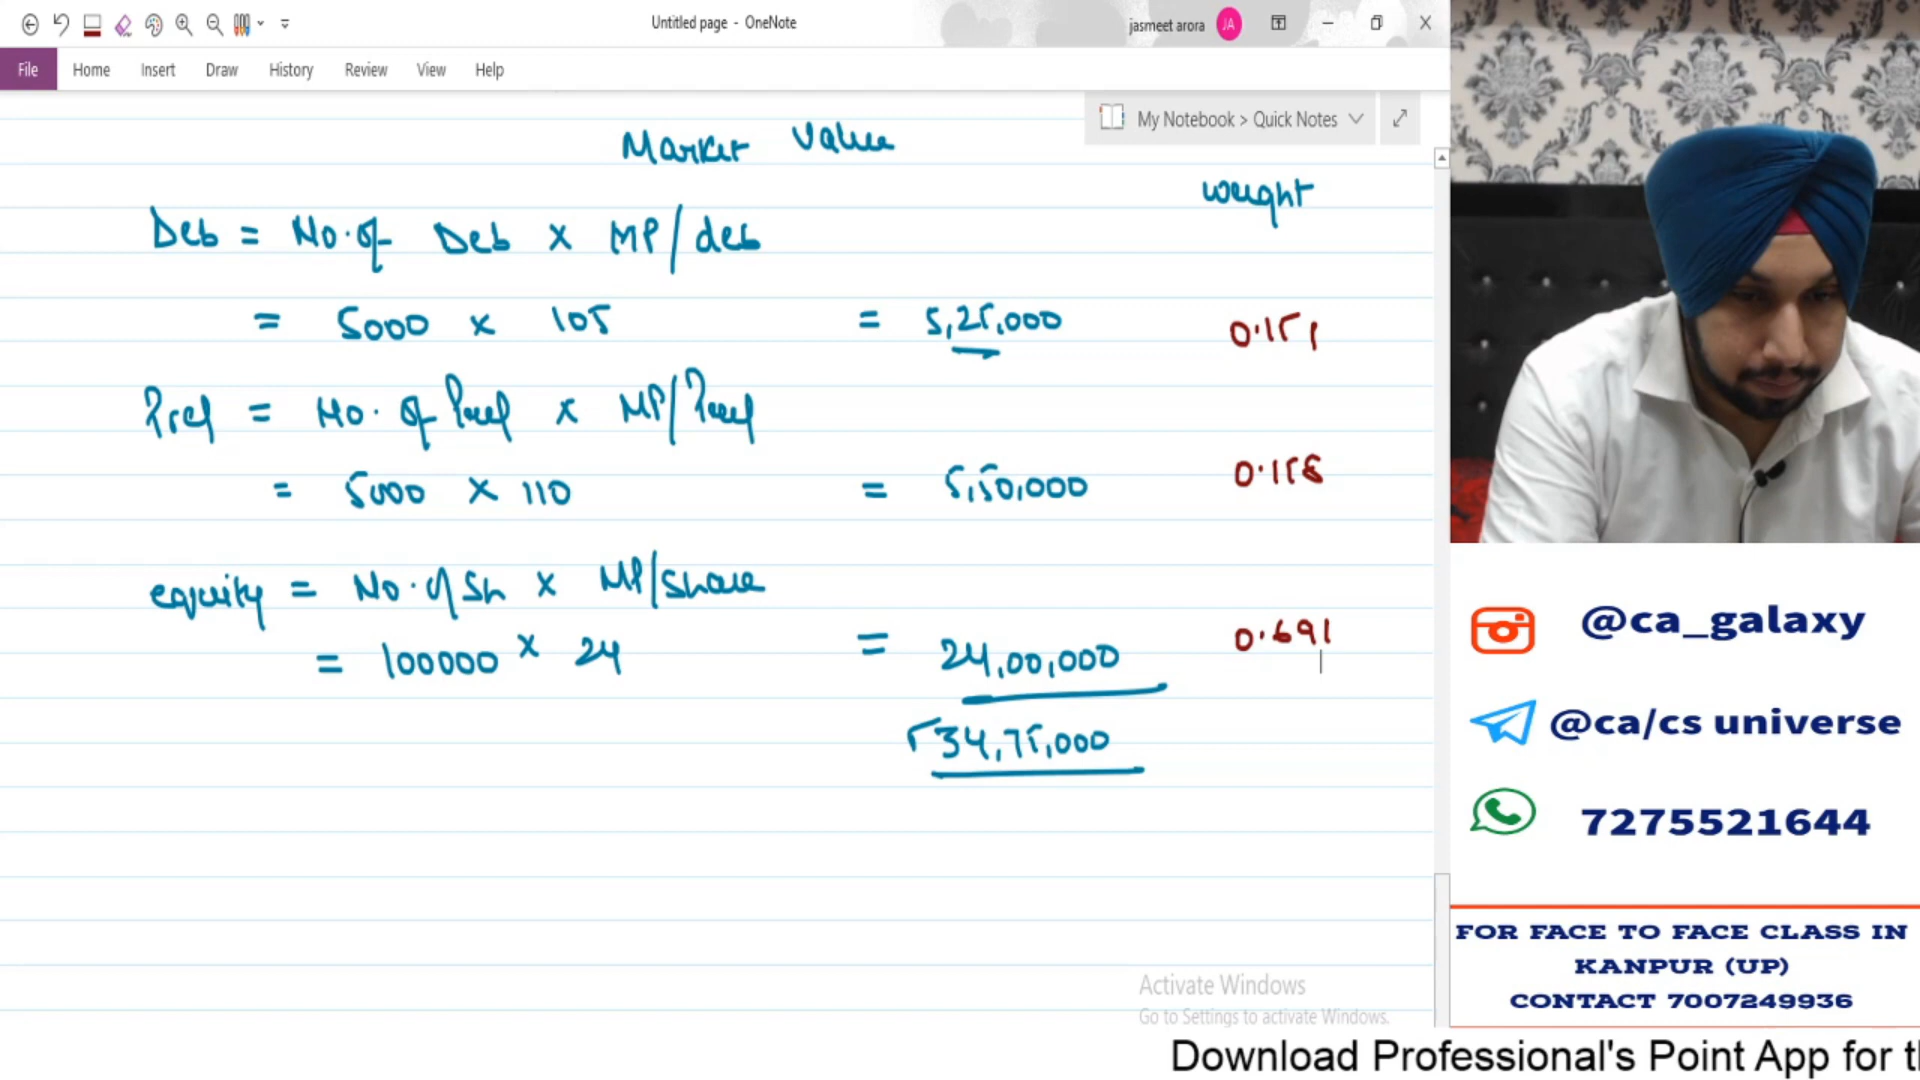 Untitled page - OneNote
jasmeet arora
JA
File Home Insert Draw History Review View Help
My Notebook > Quick Notes
Market Value
weight
Deb = No. of Deb x MP/deb
= 5000 x 105 = 5,25,000 0.151
Pref = No. of Pref x MP/Pref
= 5000 x 110 = 5,50,000 0.158
equity = No. of Sh x MP/Share
= 100000 x 24 = 24,00,000 0.691
34,75,000
@ca_galaxy
@ca/cs universe
7275521644
FOR FACE TO FACE CLASS IN
KANPUR (UP)
CONTACT 7007249936
Activate Windows
Go to Settings to activate Windows.
Download Professional's Point App for t